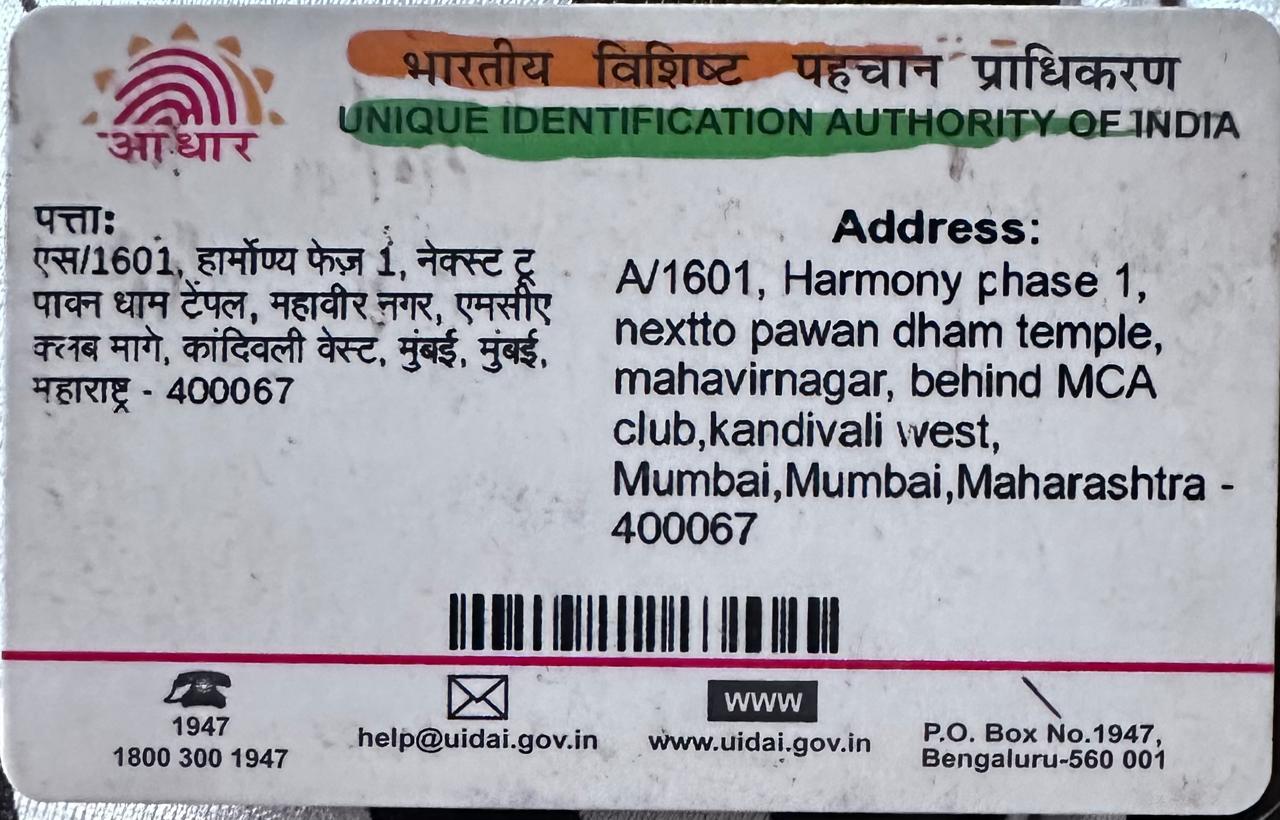 आधार
भारतीय विशिष्ट पहचान प्राधिकरण
UNIQUE IDENTIFICATION AUTHORITY OF INDIA
पत्ता:
एस/1601, हार्मोण्य फेज़ 1, नेक्स्ट टू
पावन धाम टेंपल, महावीर नगर, एमसीए
क्लब मागे, कांदिवली वेस्ट, मुंबई, मुंबई,
महाराष्ट्र - 400067
Address:
A/1601, Harmony phase 1,
nextto pawan dham temple,
mahavirnagar, behind MCA
club,kandivali west,
Mumbai,Mumbai,Maharashtra -
400067
1947
1800 300 1947
help@uidai.gov.in
www
www.uidai.gov.in
P.O. Box No.1947,
Bengaluru-560 001